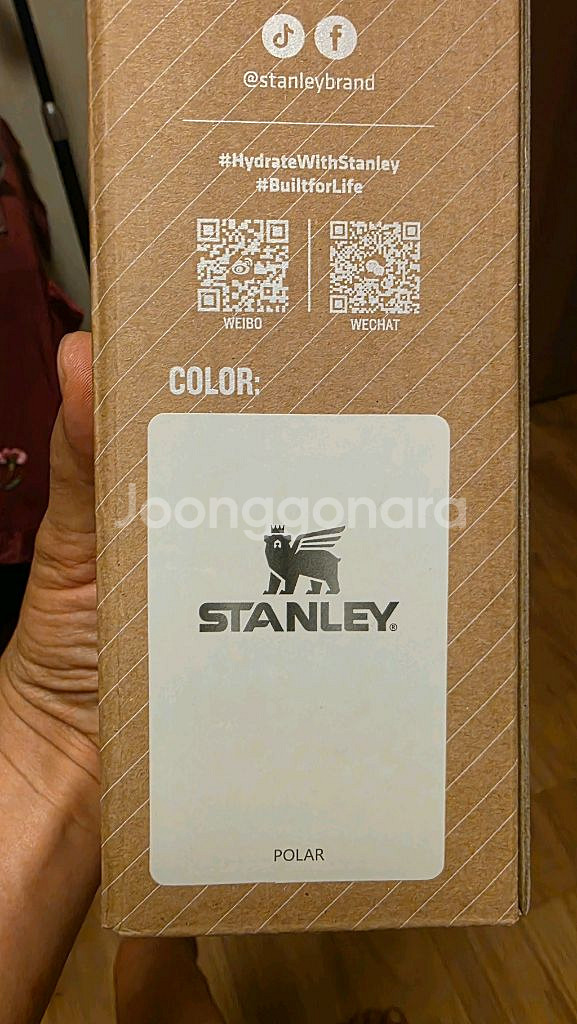 @stanleybrand
#HydrateWithStanley
#BuiltforLife
WEIBO
WECHAT
COLOR:
Joonggonara
STANLEY®
POLAR